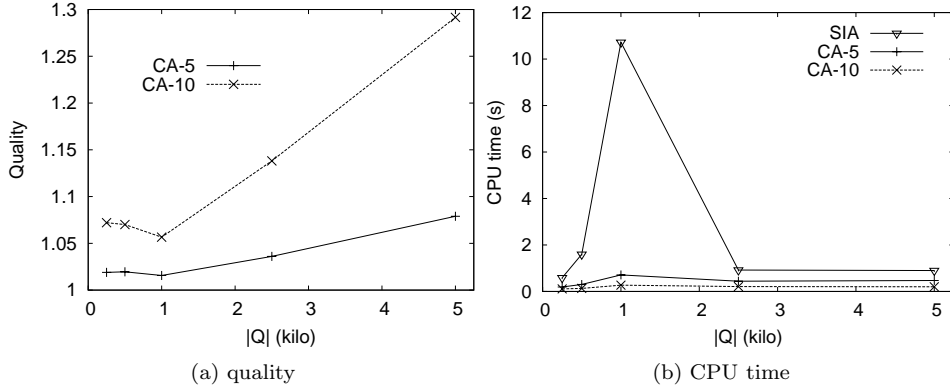 1.3
1.25
1.2
1.15
1.1
1.05
1
Quality
CA-5
CA-10
0 1 2 3 4 5
|Q| (kilo)
(a) quality
12
10
8
6
4
2
0
CPU time (s)
SIA
CA-5
CA-10
0 1 2 3 4 5
|Q| (kilo)
(b) CPU time